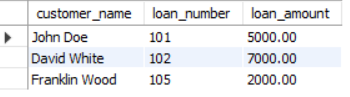 customer_name loan_number loan_amount
John Doe 101 5000.00
David White 102 7000.00
Franklin Wood 105 2000.00